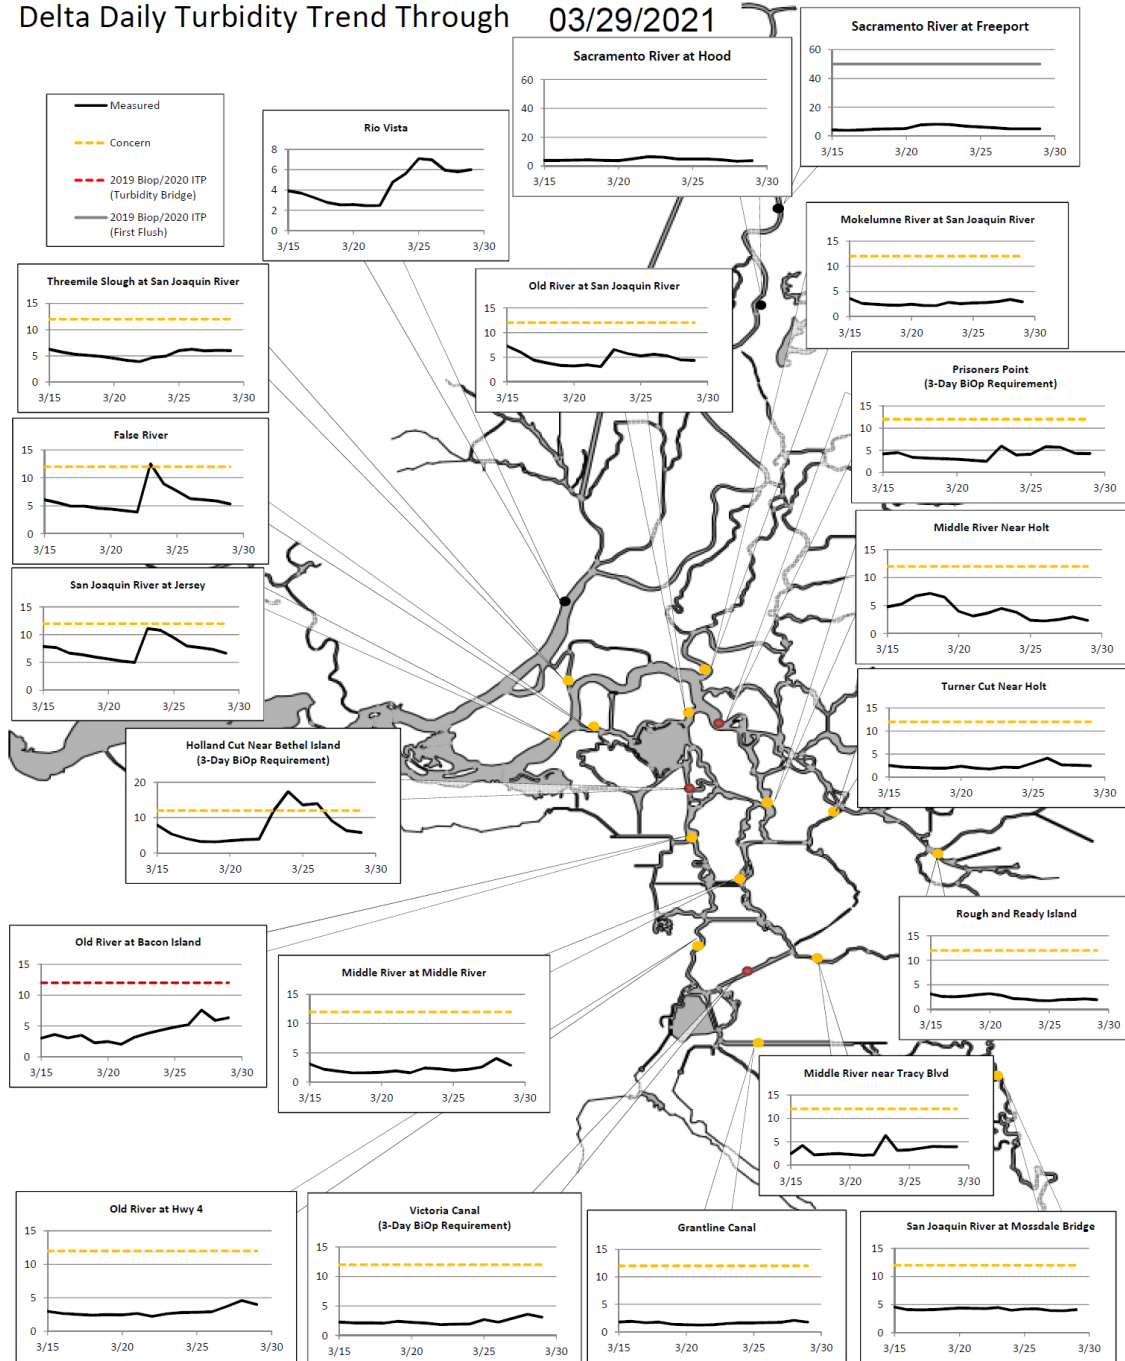 Delta Daily Turbidity Trend Through 03/29/2021
Measured
Concern
2019 Biop/2020 ITP
(Turbidity Bridge)
2019 Biop/2020 ITP
(First Flush)
Rio Vista
8
6
4
2
0
3/15 3/20 3/25 3/30
Sacramento River at Hood
60
40
20
0
3/15 3/20 3/25 3/30
Sacramento River at Freeport
60
40
20
0
3/15 3/20 3/25 3/30
Mokelumne River at San Joaquin River
15
10
5
0
3/15 3/20 3/25 3/30
Threemile Slough at San Joaquin River
15
10
5
0
3/15 3/20 3/25 3/30
Old River at San Joaquin River
15
10
5
0
3/15 3/20 3/25 3/30
Prisoners Point
(3-Day BiOp Requirement)
15
10
5
0
3/15 3/20 3/25 3/30
False River
15
10
5
0
3/15 3/20 3/25 3/30
Middle River Near Holt
15
10
5
0
3/15 3/20 3/25 3/30
San Joaquin River at Jersey
15
10
5
0
3/15 3/20 3/25 3/30
Turner Cut Near Holt
15
10
5
0
3/15 3/20 3/25 3/30
Holland Cut Near Bethel Island
(3-Day BiOp Requirement)
20
10
0
3/15 3/20 3/25 3/30
Rough and Ready Island
15
10
5
0
3/15 3/20 3/25 3/30
Old River at Bacon Island
15
10
5
0
3/15 3/20 3/25 3/30
Middle River at Middle River
15
10
5
0
3/15 3/20 3/25 3/30
Middle River near Tracy Blvd
15
10
5
0
3/15 3/20 3/25 3/30
Old River at Hwy 4
15
10
5
0
3/15 3/20 3/25 3/30
Victoria Canal
(3-Day BiOp Requirement)
15
10
5
0
3/15 3/20 3/25 3/30
Grantline Canal
15
10
5
0
3/15 3/20 3/25 3/30
San Joaquin River at Mossdale Bridge
15
10
5
0
3/15 3/20 3/25 3/30